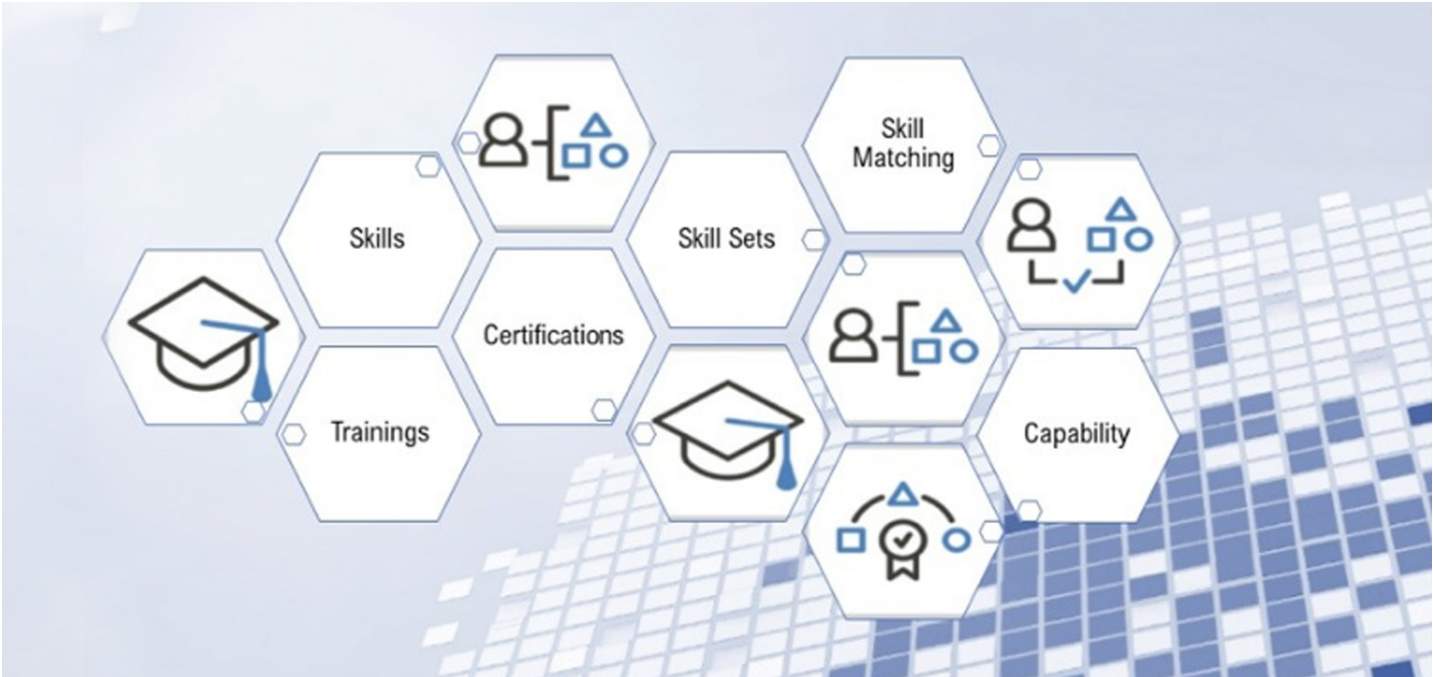 Skill
Matching
Skills
Skill Sets
Certifications
Trainings
Capability